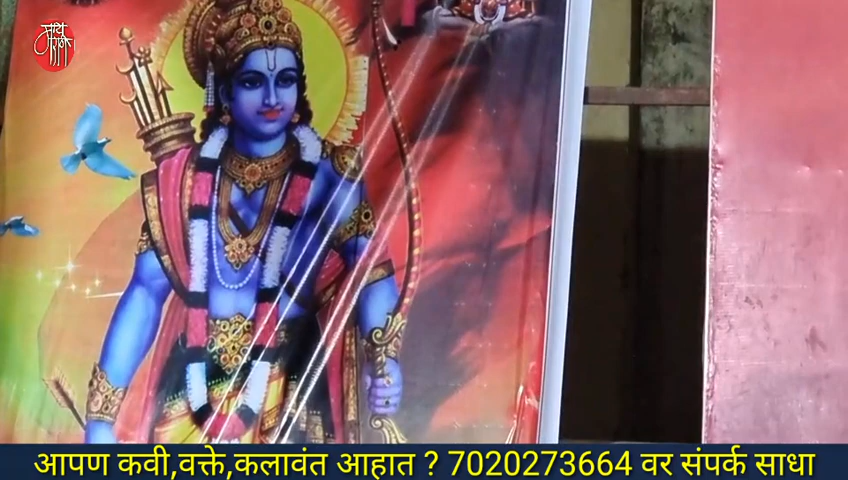 साथ
आपण कवी,वक्ते,कलावंत आहात ? 7020273664 वर संपर्क साधा